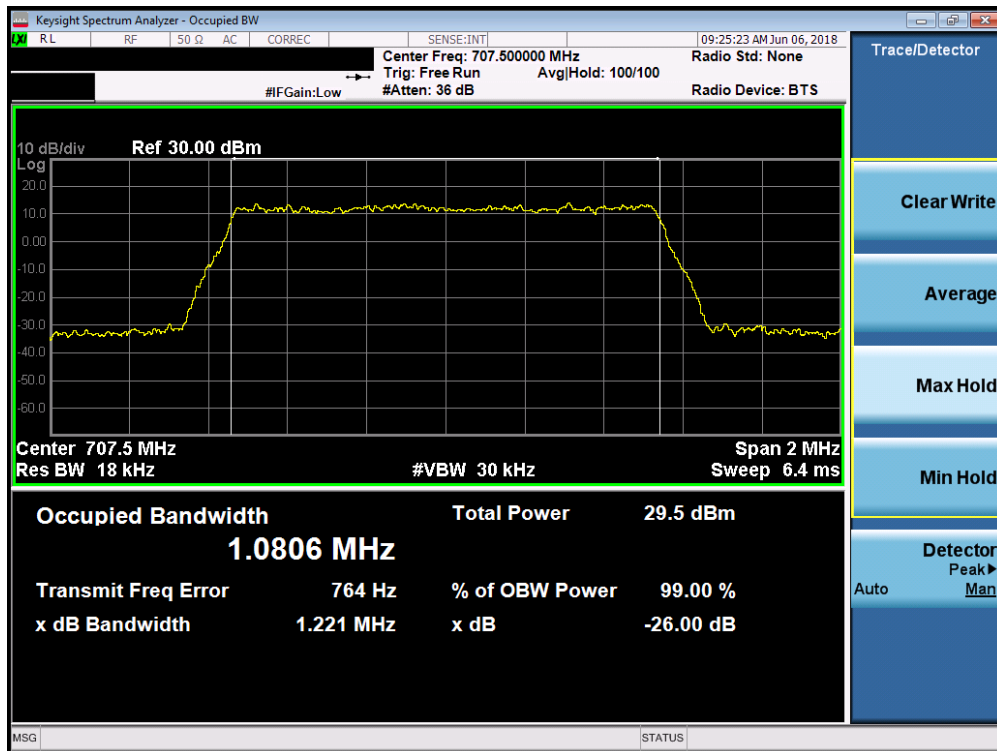 Keysight Spectrum Analyzer - Occupied BW
LXI RL RF 50 Ω AC CORREC SENSE:INT 09:25:23 AM Jun 06, 2018
Center Freq: 707.500000 MHz Radio Std: None
Trig: Free Run Avg|Hold: 100/100
#IFGain:Low #Atten: 36 dB Radio Device: BTS
10 dB/div Ref 30.00 dBm
Log
20.0
10.0
0.00
-10.0
-20.0
-30.0
-40.0
-50.0
-60.0
Center 707.5 MHz Span 2 MHz
Res BW 18 kHz #VBW 30 kHz Sweep 6.4 ms
Occupied Bandwidth Total Power 29.5 dBm
1.0806 MHz
Transmit Freq Error 764 Hz % of OBW Power 99.00 %
x dB Bandwidth 1.221 MHz x dB -26.00 dB
MSG STATUS
Trace/Detector
Clear Write
Average
Max Hold
Min Hold
Detector
Peak▶
Auto Man